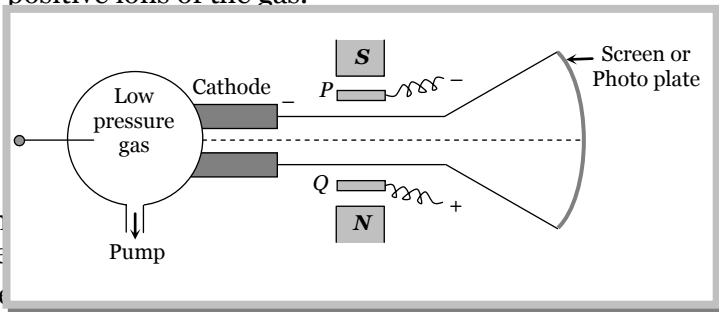 positive ions of the gas.
S
Screen or
Photo plate
Cathode
−
P
−
Low
pressure
gas
Q
+
N
Pump